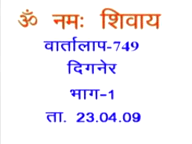 ॐ नमः शिवाय
वार्तालाप-749
दिगनेर
भाग-1
ता. 23.04.09